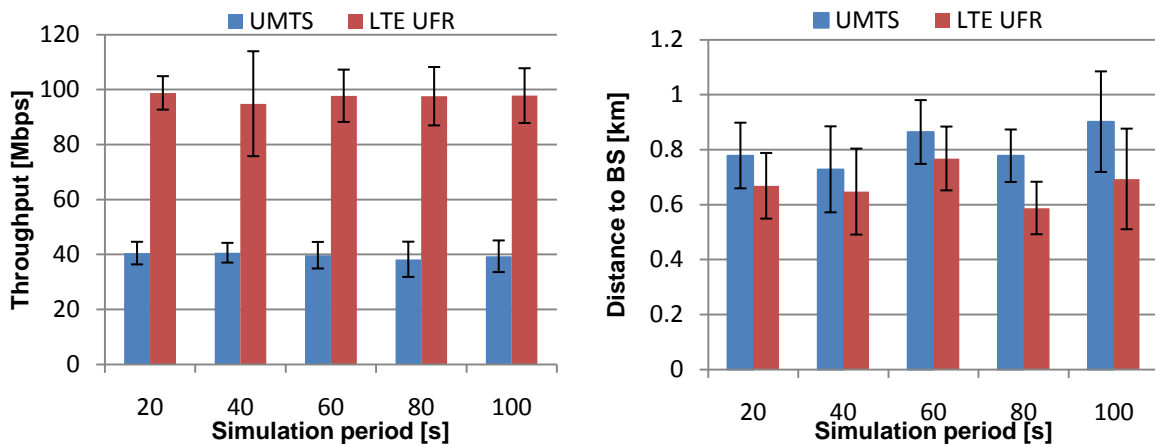 UMTS LTE UFR
120
100
80
60
40
20
0
Throughput [Mbps]
20 40 60 80 100
Simulation period [s]
UMTS LTE UFR
1.2
1
0.8
0.6
0.4
0.2
0
Distance to BS [km]
20 40 60 80 100
Simulation period [s]